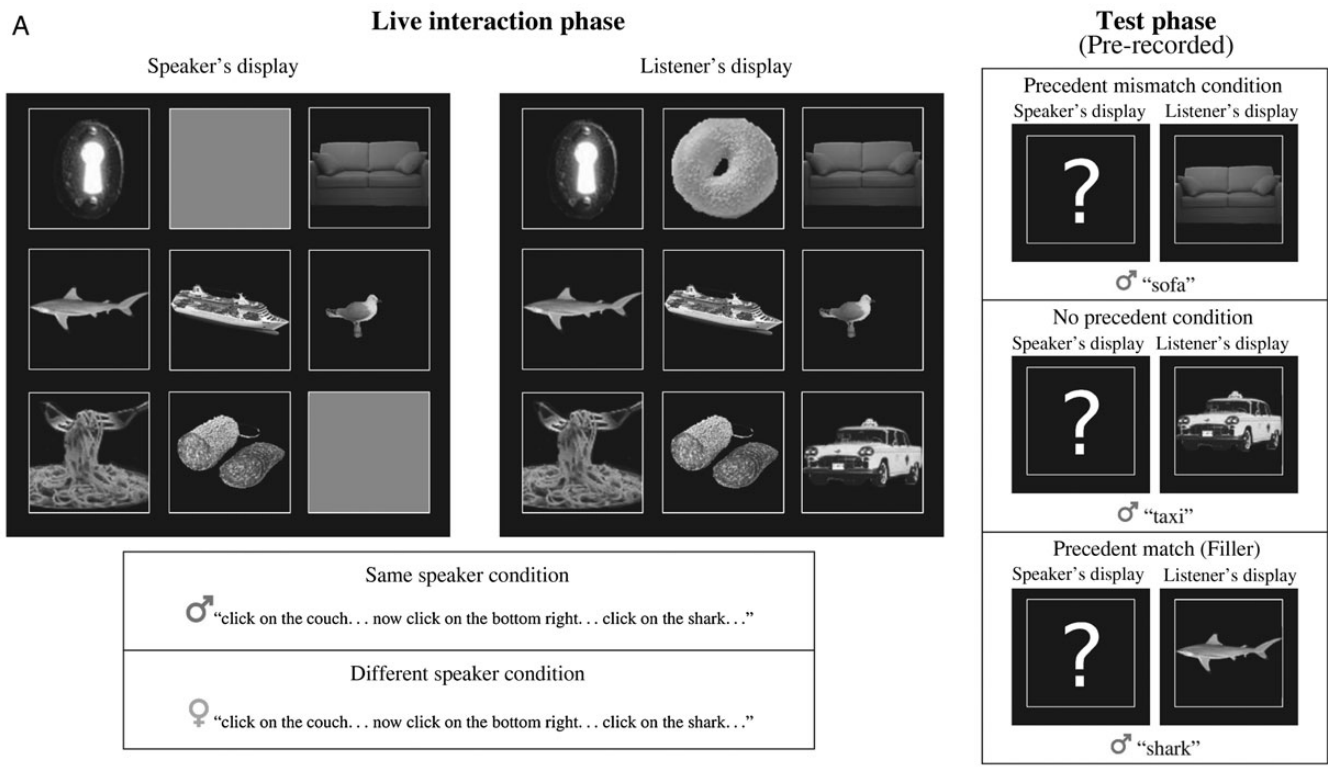 A
Live interaction phase
Speaker's display
Listener's display
Same speaker condition
♂ “click on the couch. . . now click on the bottom right. . . click on the shark. . .”
Different speaker condition
♀ “click on the couch. . . now click on the bottom right. . . click on the shark. . .”
Test phase
(Pre-recorded)
Precedent mismatch condition
Speaker's display Listener's display
?
♂ “sofa”
No precedent condition
Speaker's display Listener's display
?
♂ “taxi”
Precedent match (Filler)
Speaker's display Listener's display
?
♂ “shark”